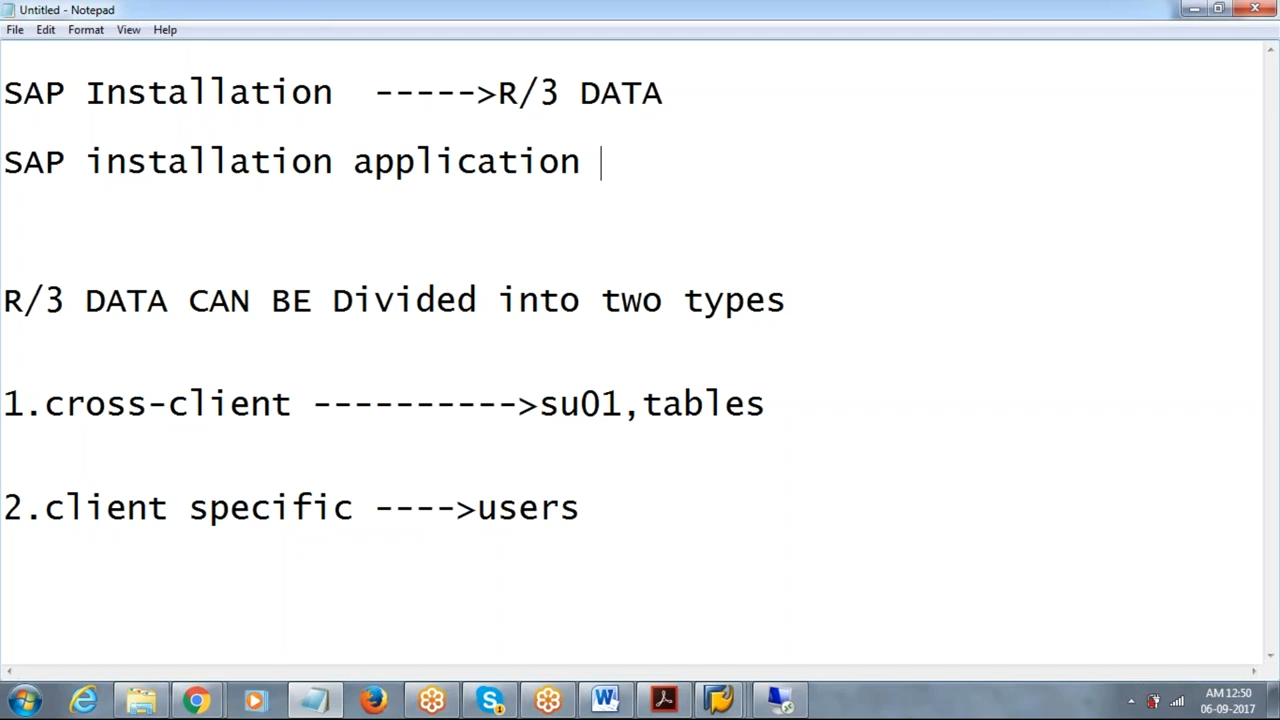 Untitled - Notepad
File Edit Format View Help
SAP Installation ----->R/3 DATA
SAP installation application
R/3 DATA CAN BE Divided into two types
1.cross-client ---------->su01,tables
2.client specific ---->users
AM 12:50
06-09-2017